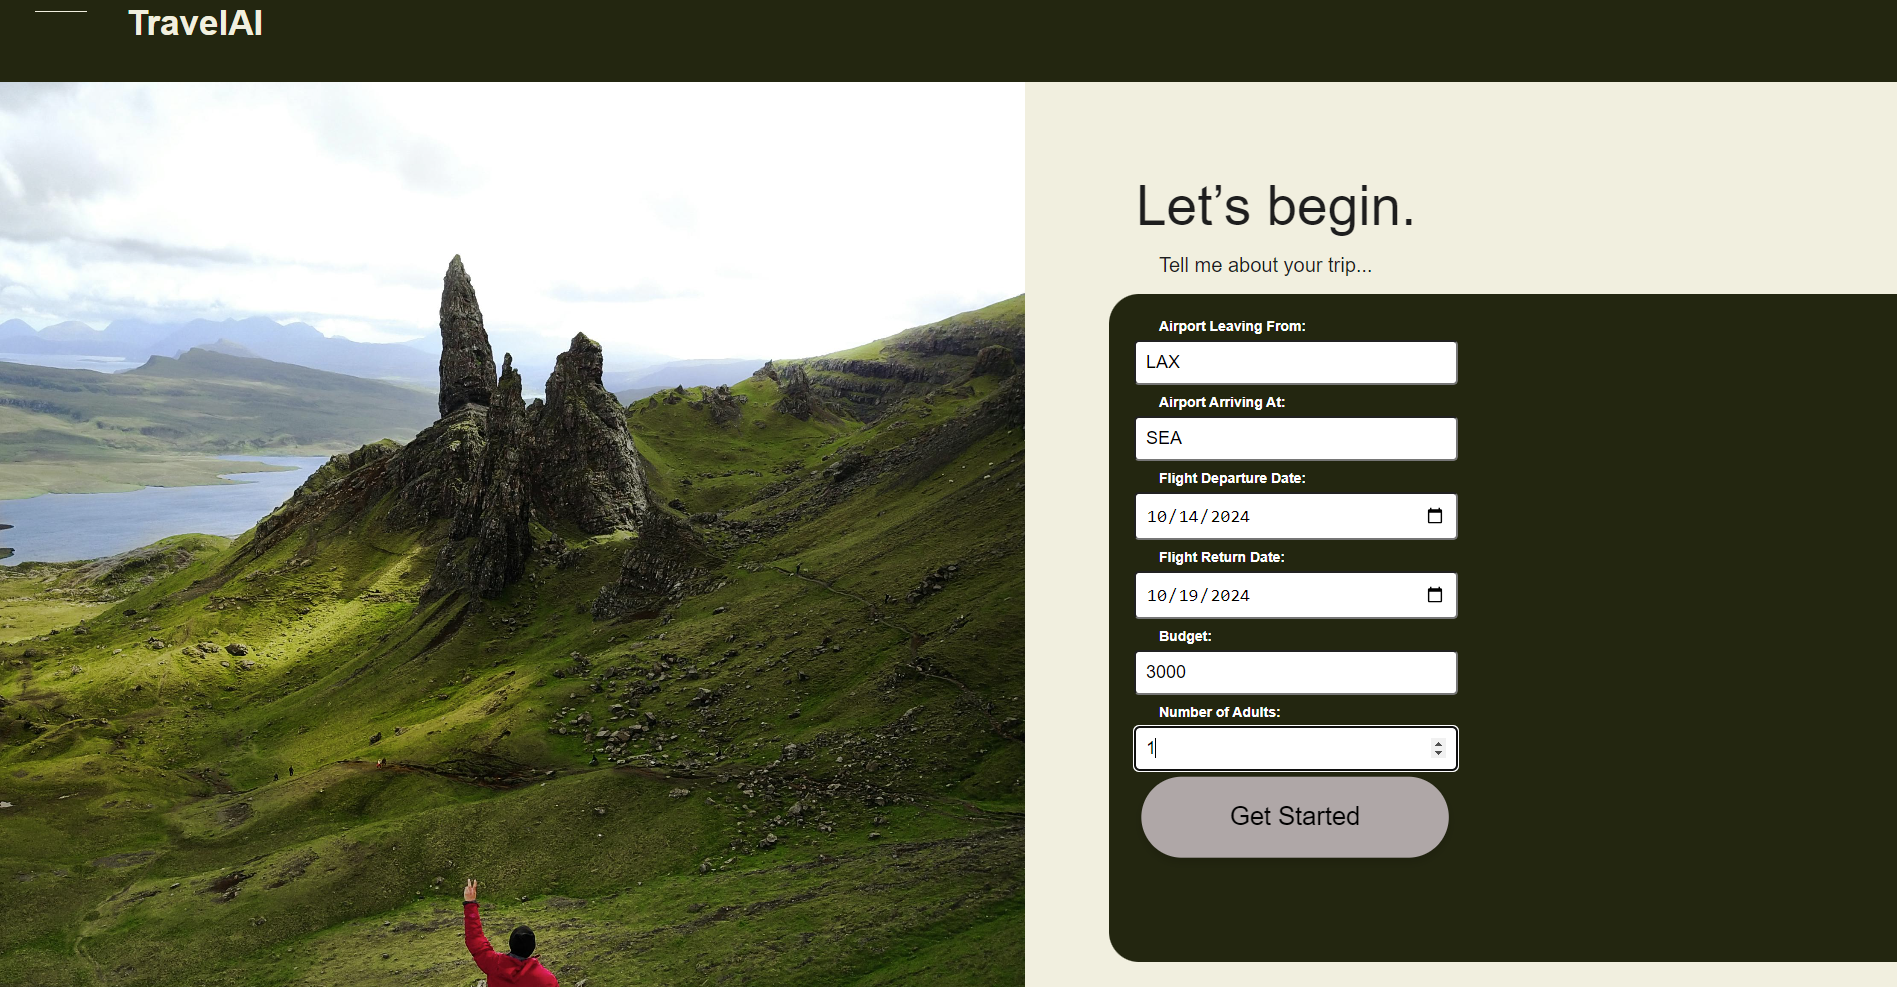 TravelAI
Let’s begin.
Tell me about your trip...
Airport Leaving From:
LAX
Airport Arriving At:
SEA
Flight Departure Date:
10/14/2024
Flight Return Date:
10/19/2024
Budget:
3000
Number of Adults:
1
Get Started